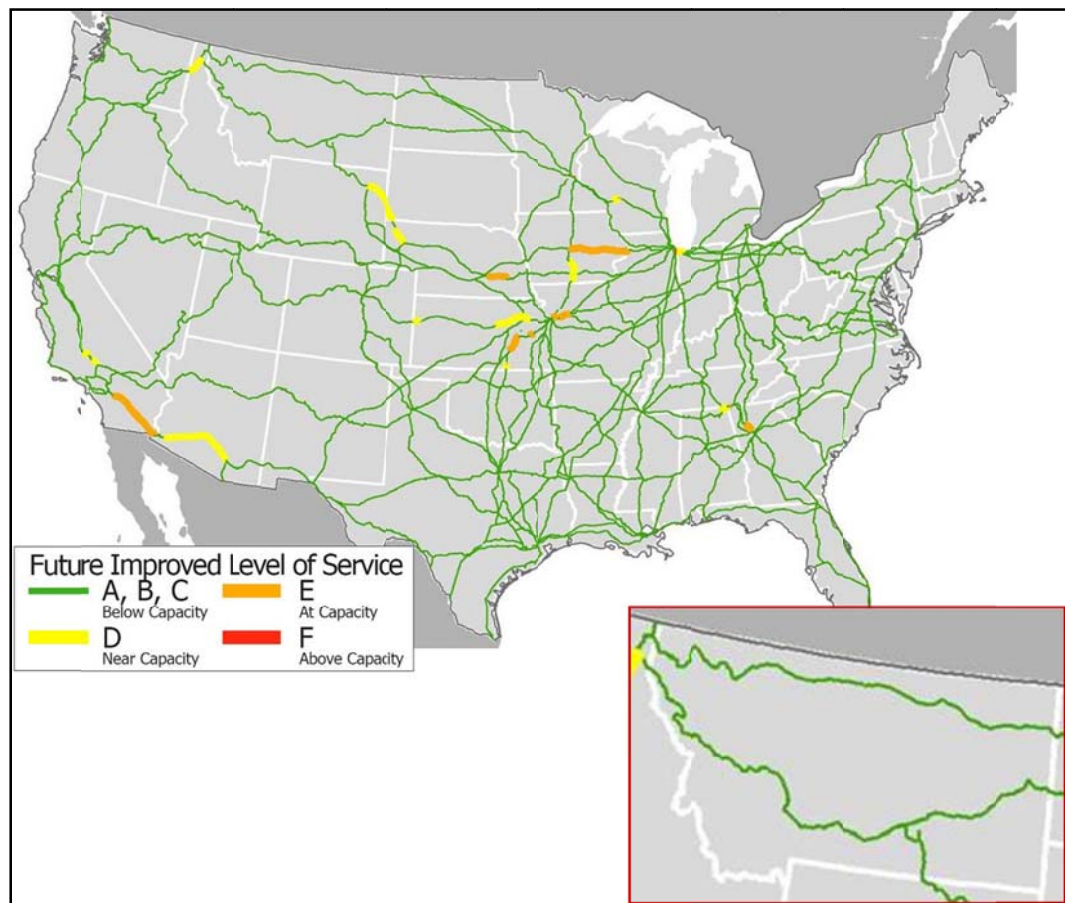 Future Improved Level of Service
A, B, C
Below Capacity
E
At Capacity
D
Near Capacity
F
Above Capacity